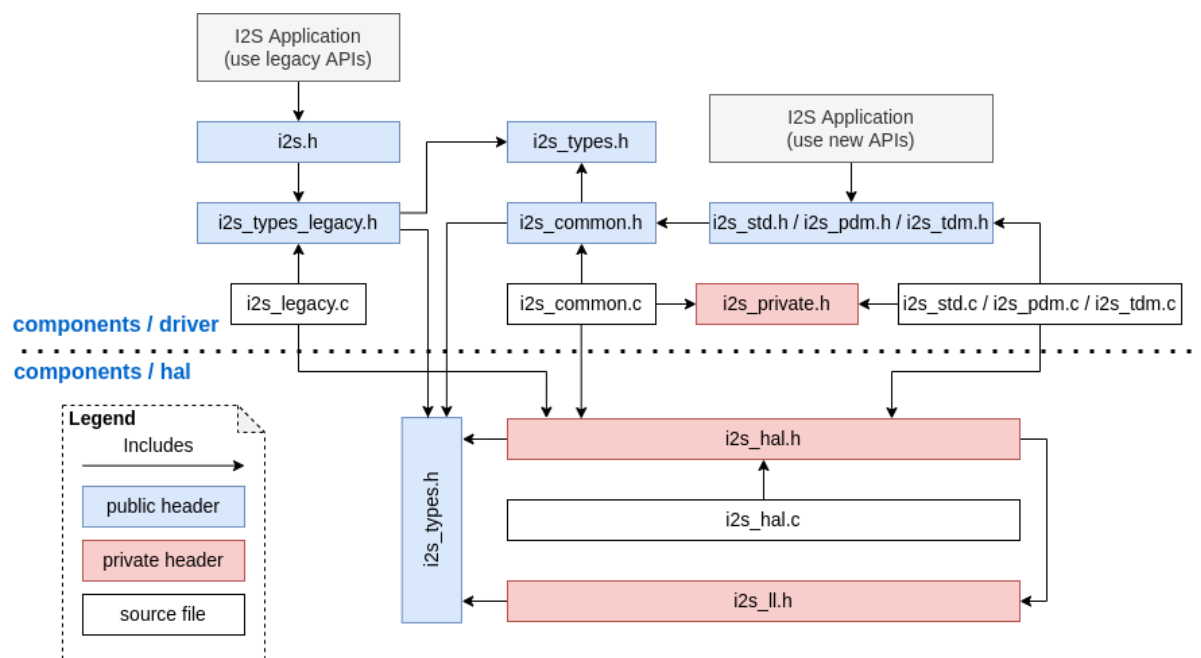 I2S Application
(use legacy APIs)
I2S Application
(use new APIs)
i2s.h
i2s_types.h
i2s_types_legacy.h
i2s_common.h
i2s_std.h / i2s_pdm.h / i2s_tdm.h
i2s_legacy.c
i2s_common.c
i2s_private.h
i2s_std.c / i2s_pdm.c / i2s_tdm.c
components / driver
components / hal
Legend
Includes
public header
private header
source file
i2s_types.h
i2s_hal.h
i2s_hal.c
i2s_ll.h